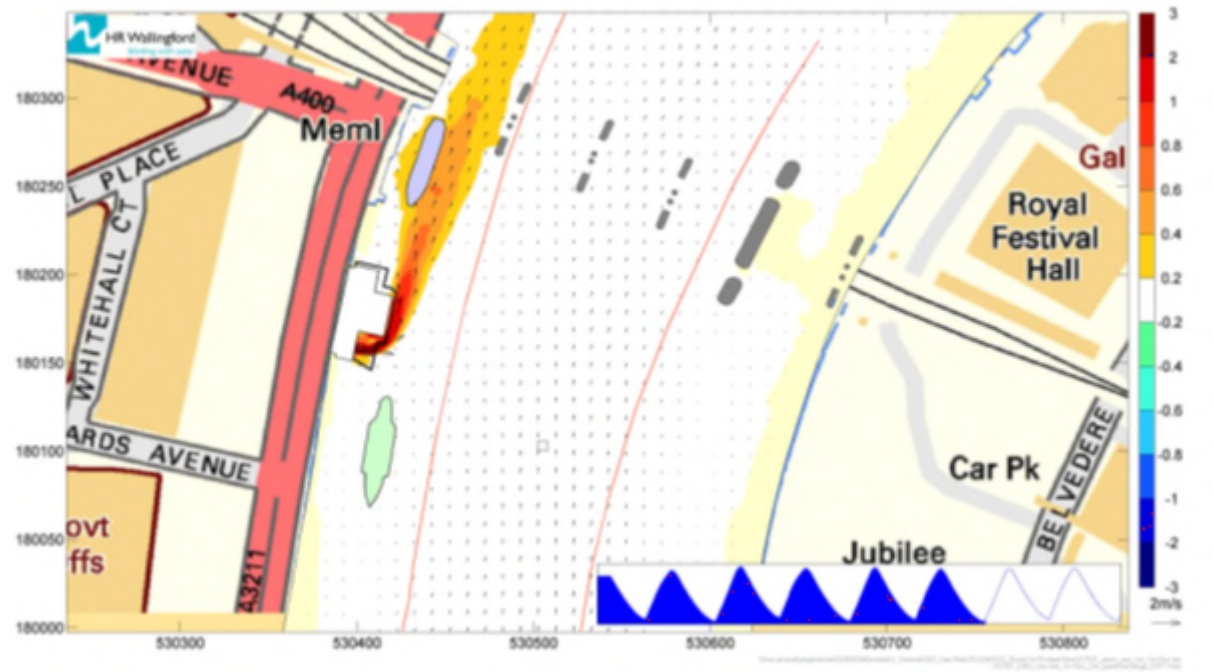 HR Wallingford
Working with water
AVENUE
A400
Meml
L PLACE
WHITEHALL CT
ARDS AVENUE
ovt
ffs
A3211
Gal
Royal
Festival
Hall
Car Pk
BELVEDERE
Jubilee
180300
180250
180200
180150
180100
180050
180000
530300
530400
530500
530600
530700
530800
3
2
1
0.8
0.6
0.4
0.2
-0.2
-0.4
-0.6
-0.8
-1
-2
-3
2m/s